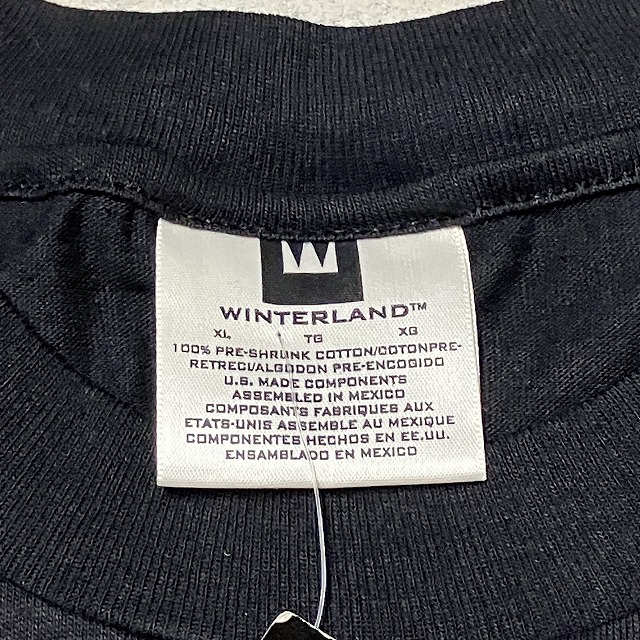 W
WINTERLAND™
XL TG XG
100% PRE-SHRUNK COTTON/COTONPRE-
RETRECI/ALGODON PRE-ENCOGIDO
U.S. MADE COMPONENTS
ASSEMBLED IN MEXICO
COMPOSANTS FABRIQUES AUX
ETATS-UNIS ASSEMBLE AU MEXIQUE
COMPONENTES HECHOS EN EE.UU.
ENSAMBLADO EN MEXICO